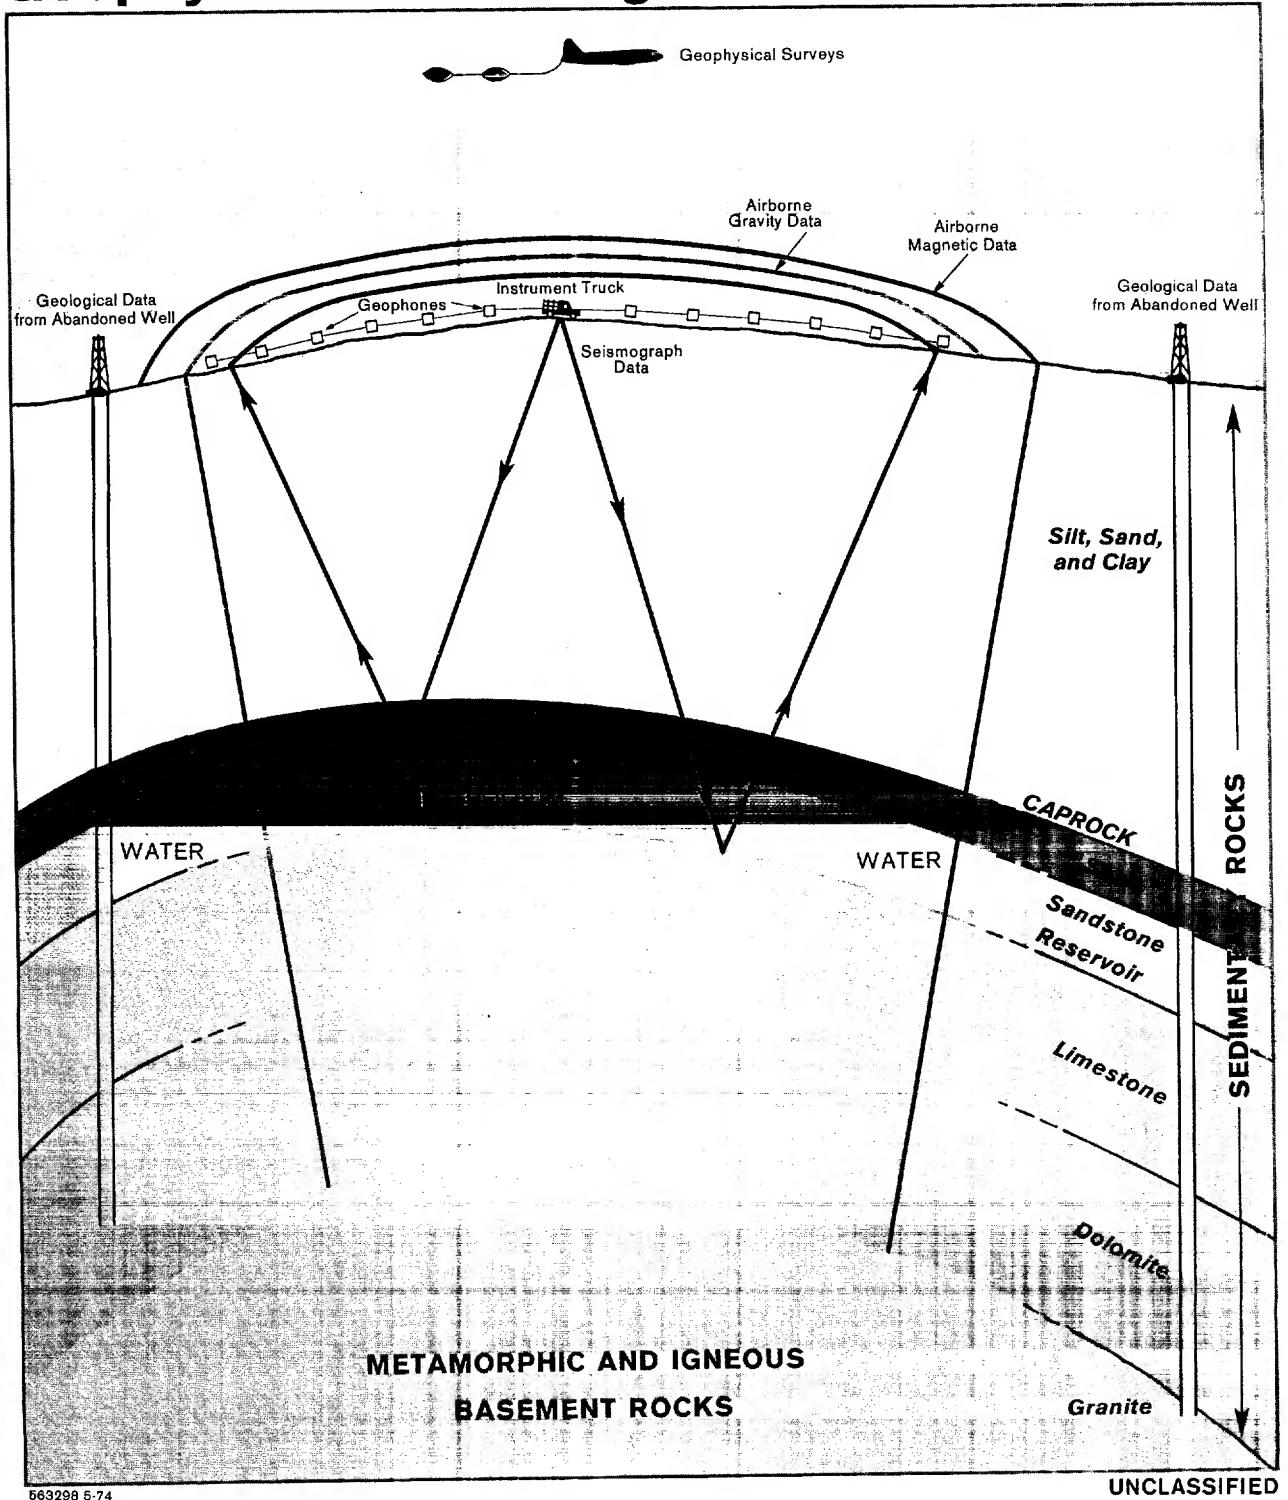 Geophysical Surveys
Airborne
Gravity Data
Airborne
Magnetic Data
Geological Data
from Abandoned Well
Geophones
Instrument Truck
Geological Data
from Abandoned Well
Seismograph
Data
Silt, Sand,
and Clay
CAPROCK
WATER
WATER
Sandstone
Reservoir
Limestone
Dolomite
Granite
SEDIMENT
ROCKS
METAMORPHIC AND IGNEOUS
BASEMENT ROCKS
563298 5-74
UNCLASSIFIED